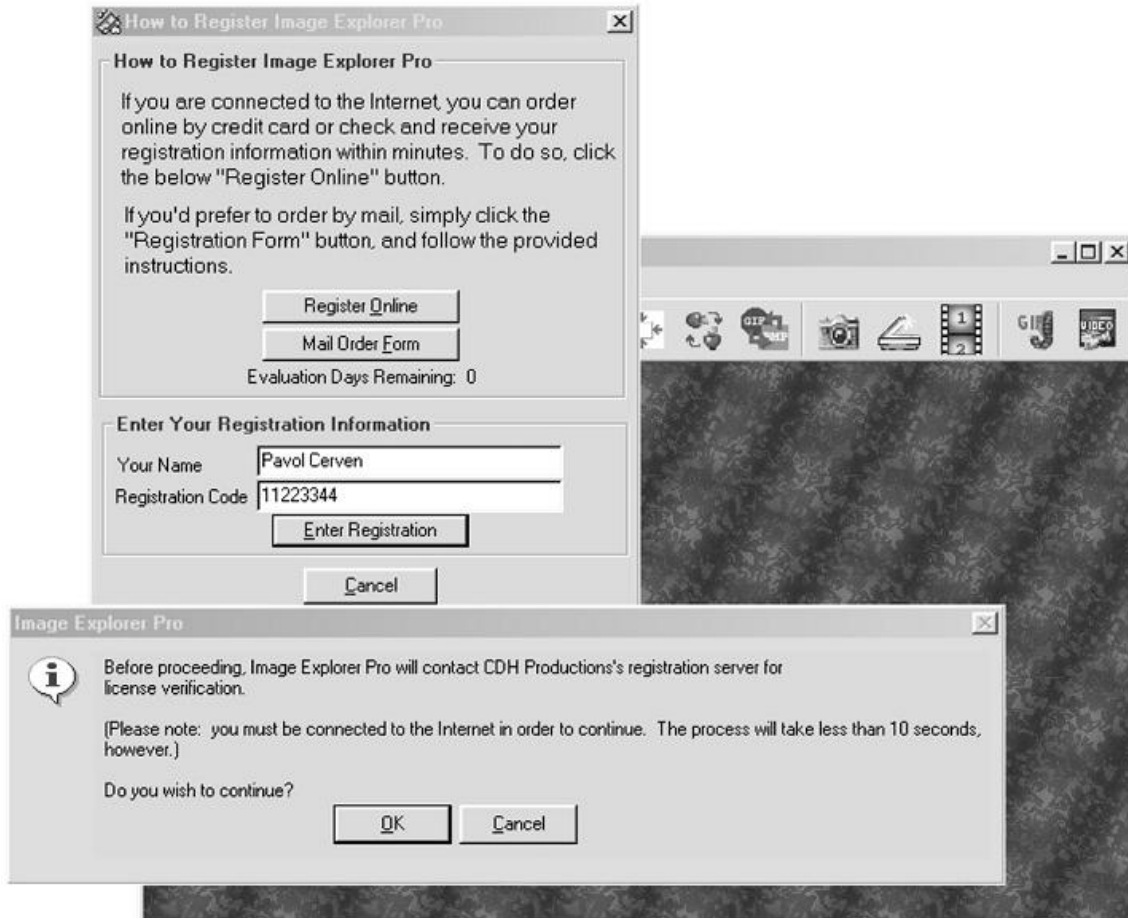 How to Register Image Explorer Pro
How to Register Image Explorer Pro
If you are connected to the Internet, you can order
online by credit card or check and receive your
registration information within minutes. To do so, click
the below "Register Online" button.
If you'd prefer to order by mail, simply click the
"Registration Form" button, and follow the provided
instructions.
Register Online
Mail Order Form
Evaluation Days Remaining: 0
GIF
BMP
1
2
GIF
VIDEO
Enter Your Registration Information
Your Name Pavol Cerven
Registration Code 11223344
Enter Registration
Cancel
Image Explorer Pro
Before proceeding, Image Explorer Pro will contact CDH Productions's registration server for
license verification.
(Please note: you must be connected to the Internet in order to continue. The process will take less than 10 seconds,
however.)
Do you wish to continue?
OK
Cancel